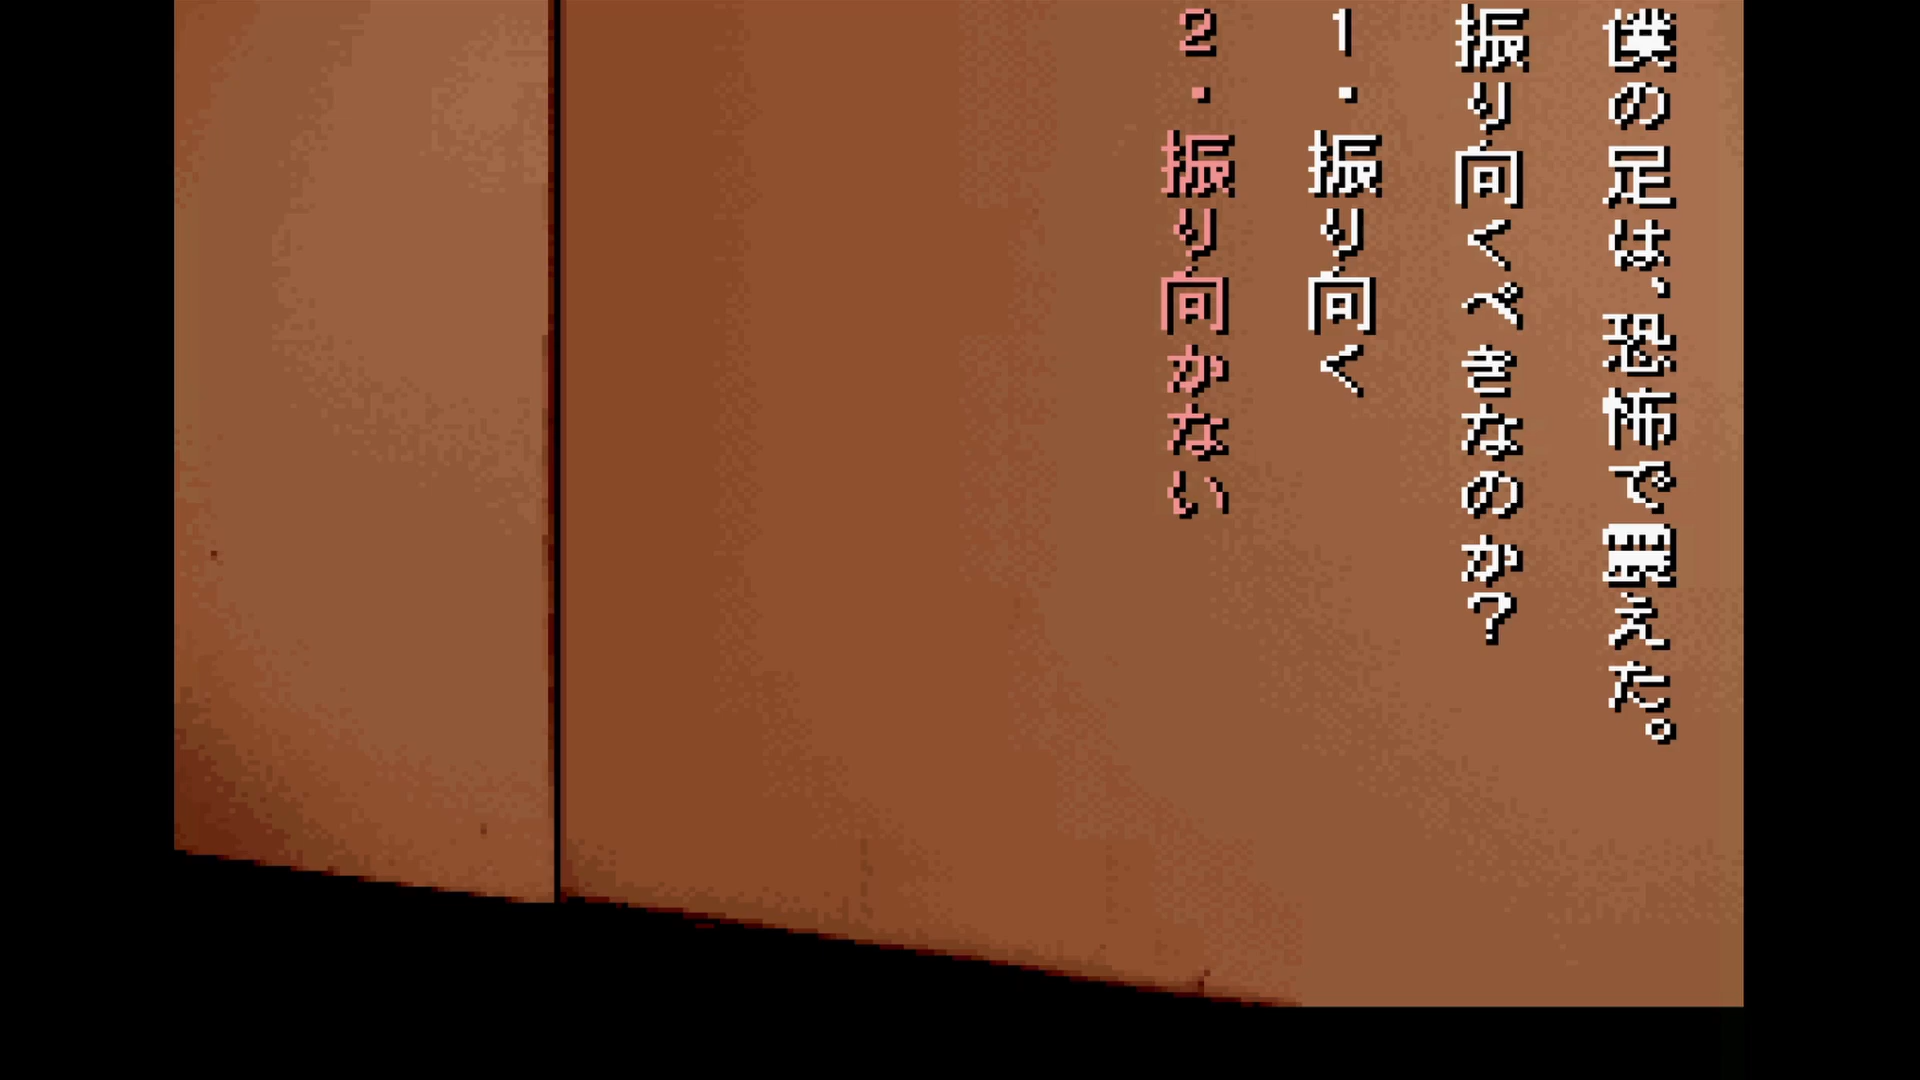 僕の足は、恐怖で震えた。
振り向くべきなのか？
1・振り向く
2・振り向かない